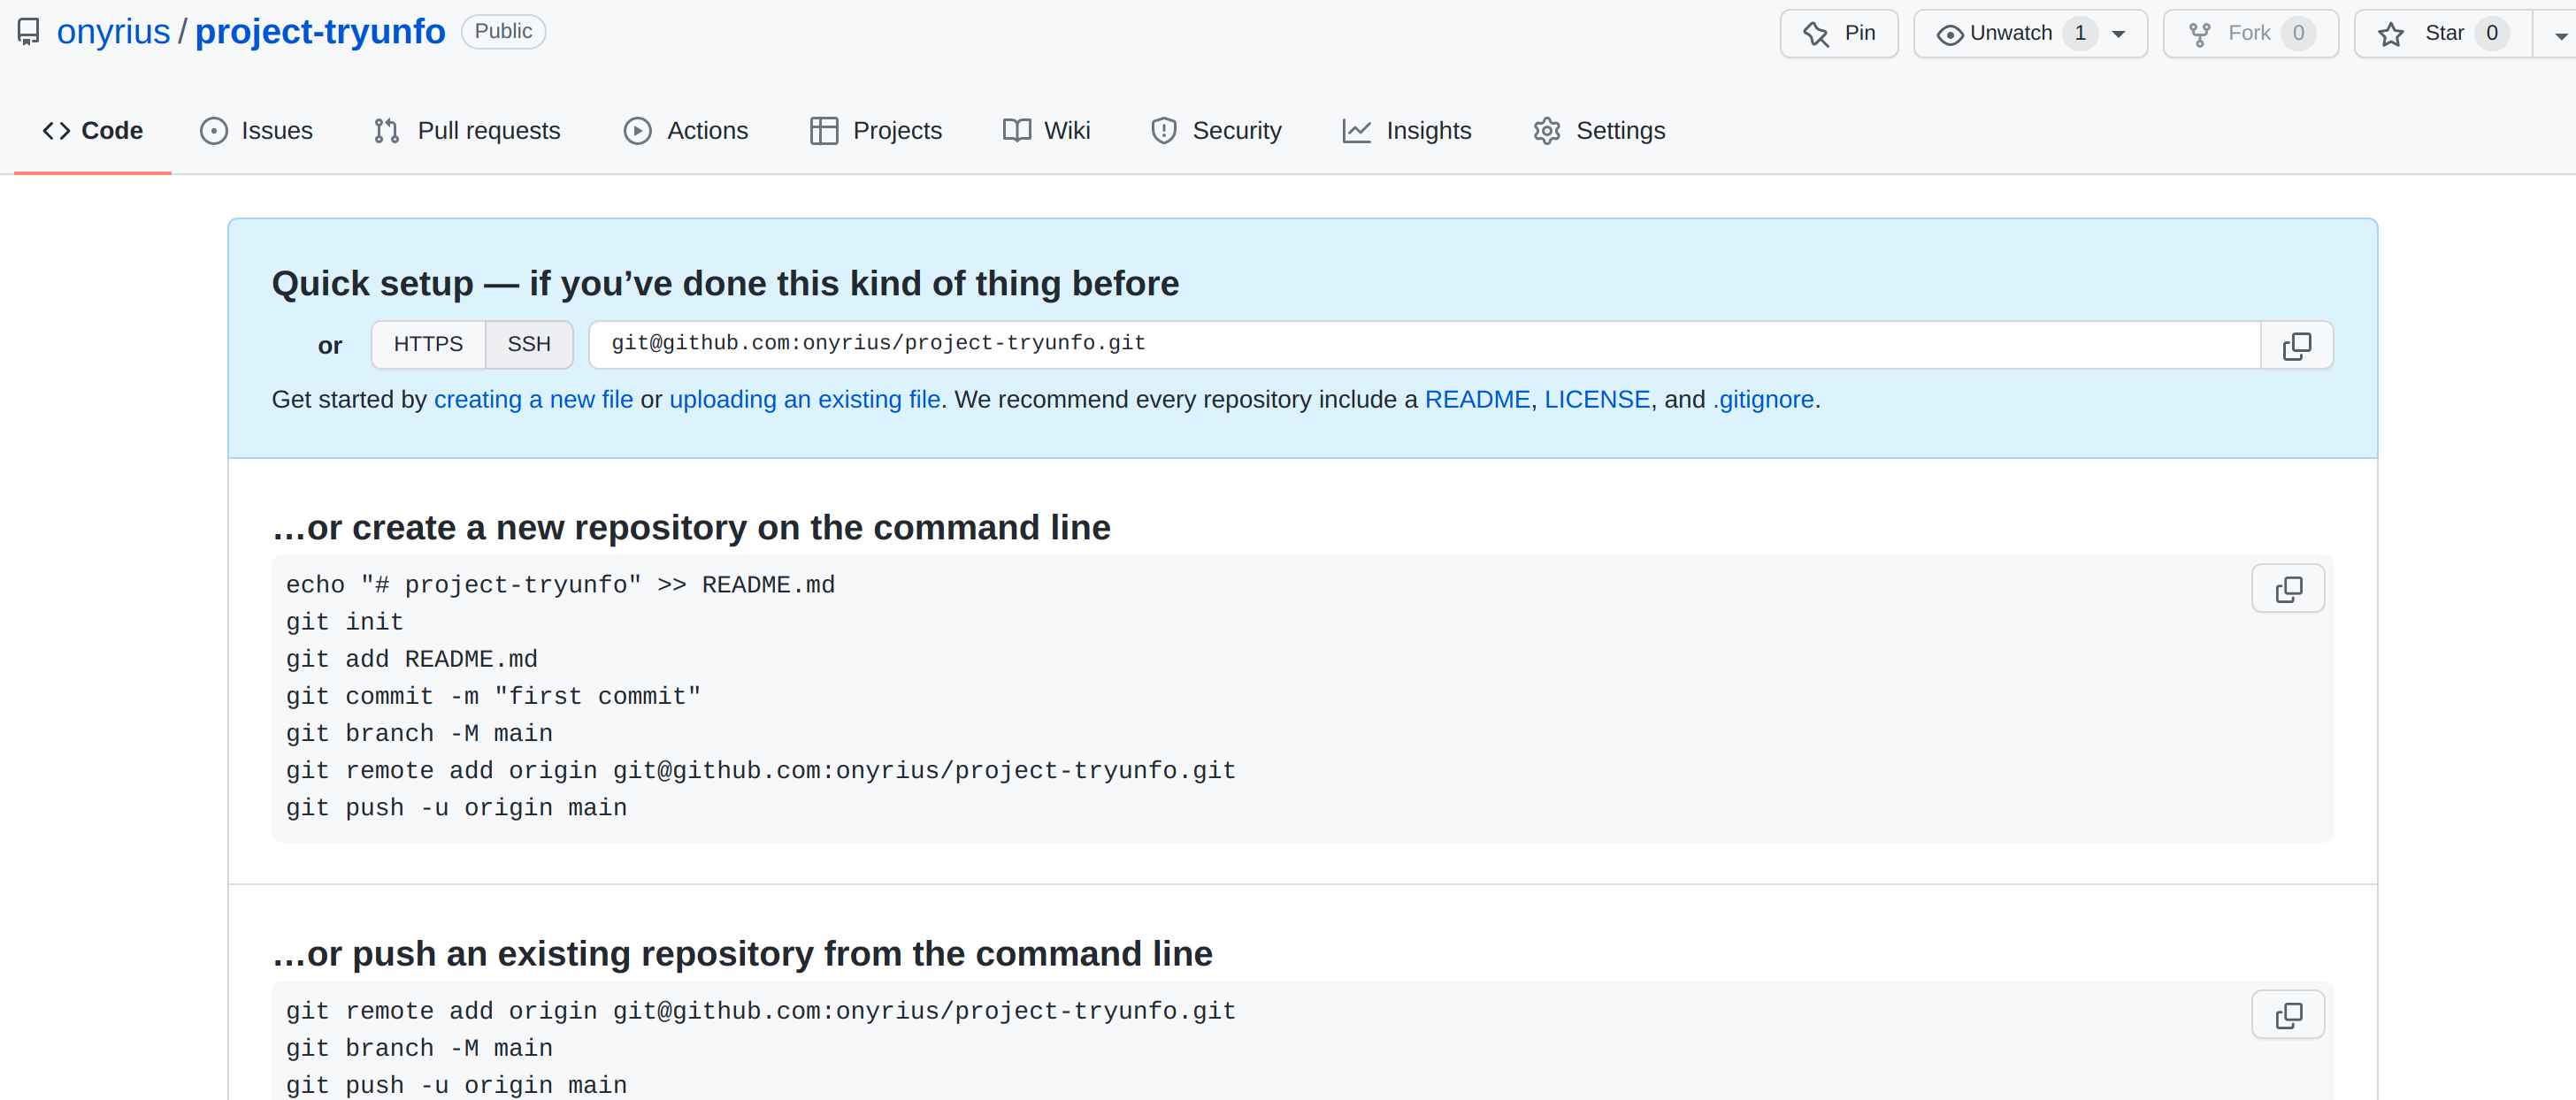 onyrius / project-tryunfo Public Pin Unwatch 1 Fork 0 Star 0
Code Issues Pull requests Actions Projects Wiki Security Insights Settings
Quick setup — if you’ve done this kind of thing before
or HTTPS SSH git@github.com:onyrius/project-tryunfo.git
Get started by creating a new file or uploading an existing file. We recommend every repository include a README, LICENSE, and .gitignore.
…or create a new repository on the command line
echo "# project-tryunfo" >> README.md
git init
git add README.md
git commit -m "first commit"
git branch -M main
git remote add origin git@github.com:onyrius/project-tryunfo.git
git push -u origin main
…or push an existing repository from the command line
git remote add origin git@github.com:onyrius/project-tryunfo.git
git branch -M main
git push -u origin main